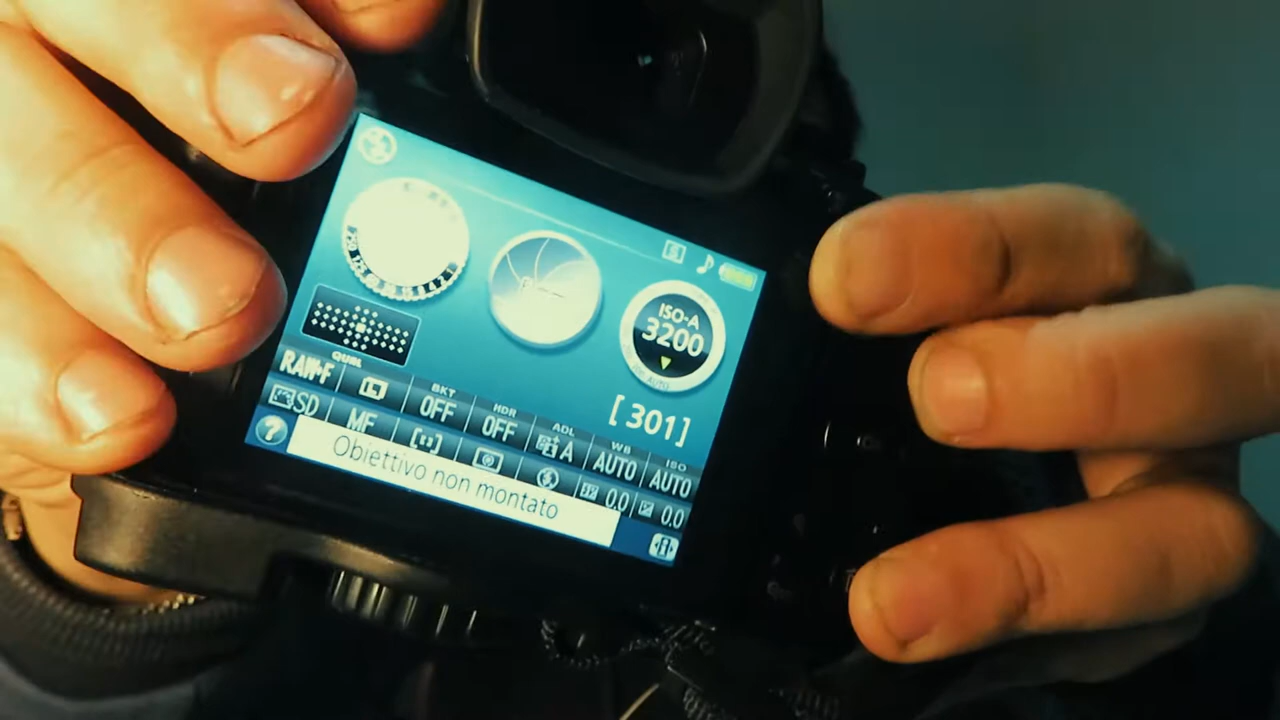 ISO-A
3200
[ 301]
QUAL
RAW+F
BKT
OFF
HDR
OFF
ADL
A
WB
AUTO
ISO
AUTO
SD
MF
0.0
0.0
?
Obiettivo non montato